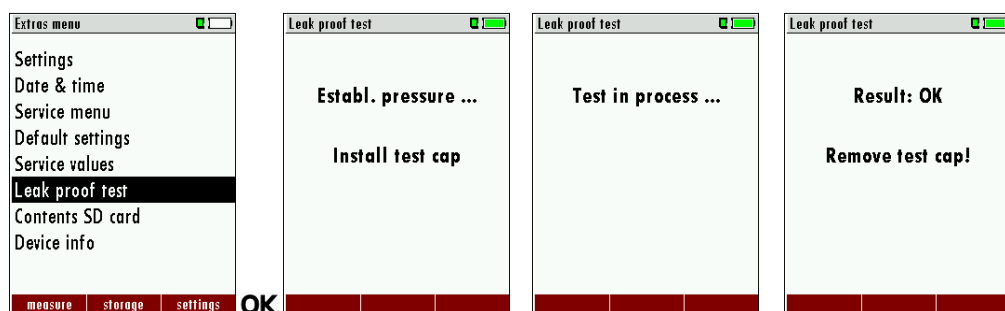 Extras menu
Settings
Date & time
Service menu
Default settings
Service values
Leak proof test
Contents SD card
Device info
measure storage settings
OK
Leak proof test
Establ. pressure ...
Install test cap
Leak proof test
Test in process ...
Leak proof test
Result: OK
Remove test cap!